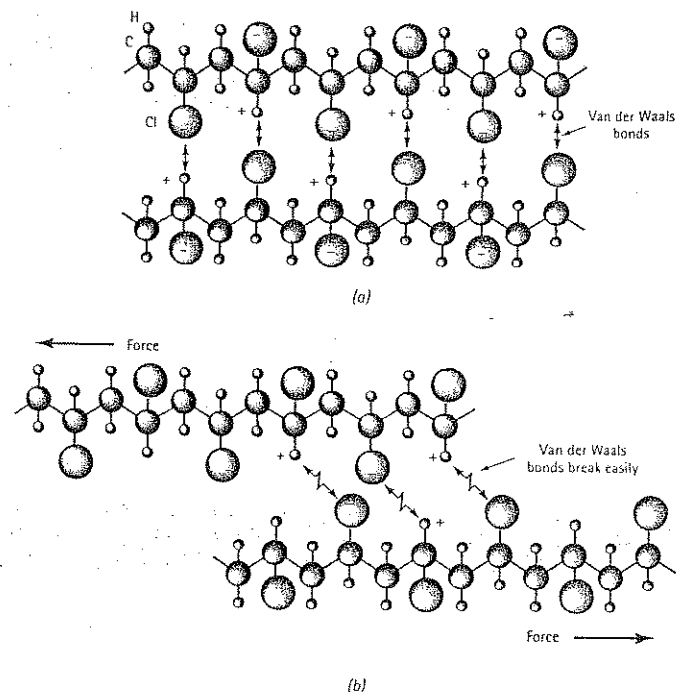 H
C
Cl
− − −
+ + +
Van der Waals
bonds
+ + +
− − −
(a)
Force
+ +
Van der Waals
bonds break easily
+
Force
(b)